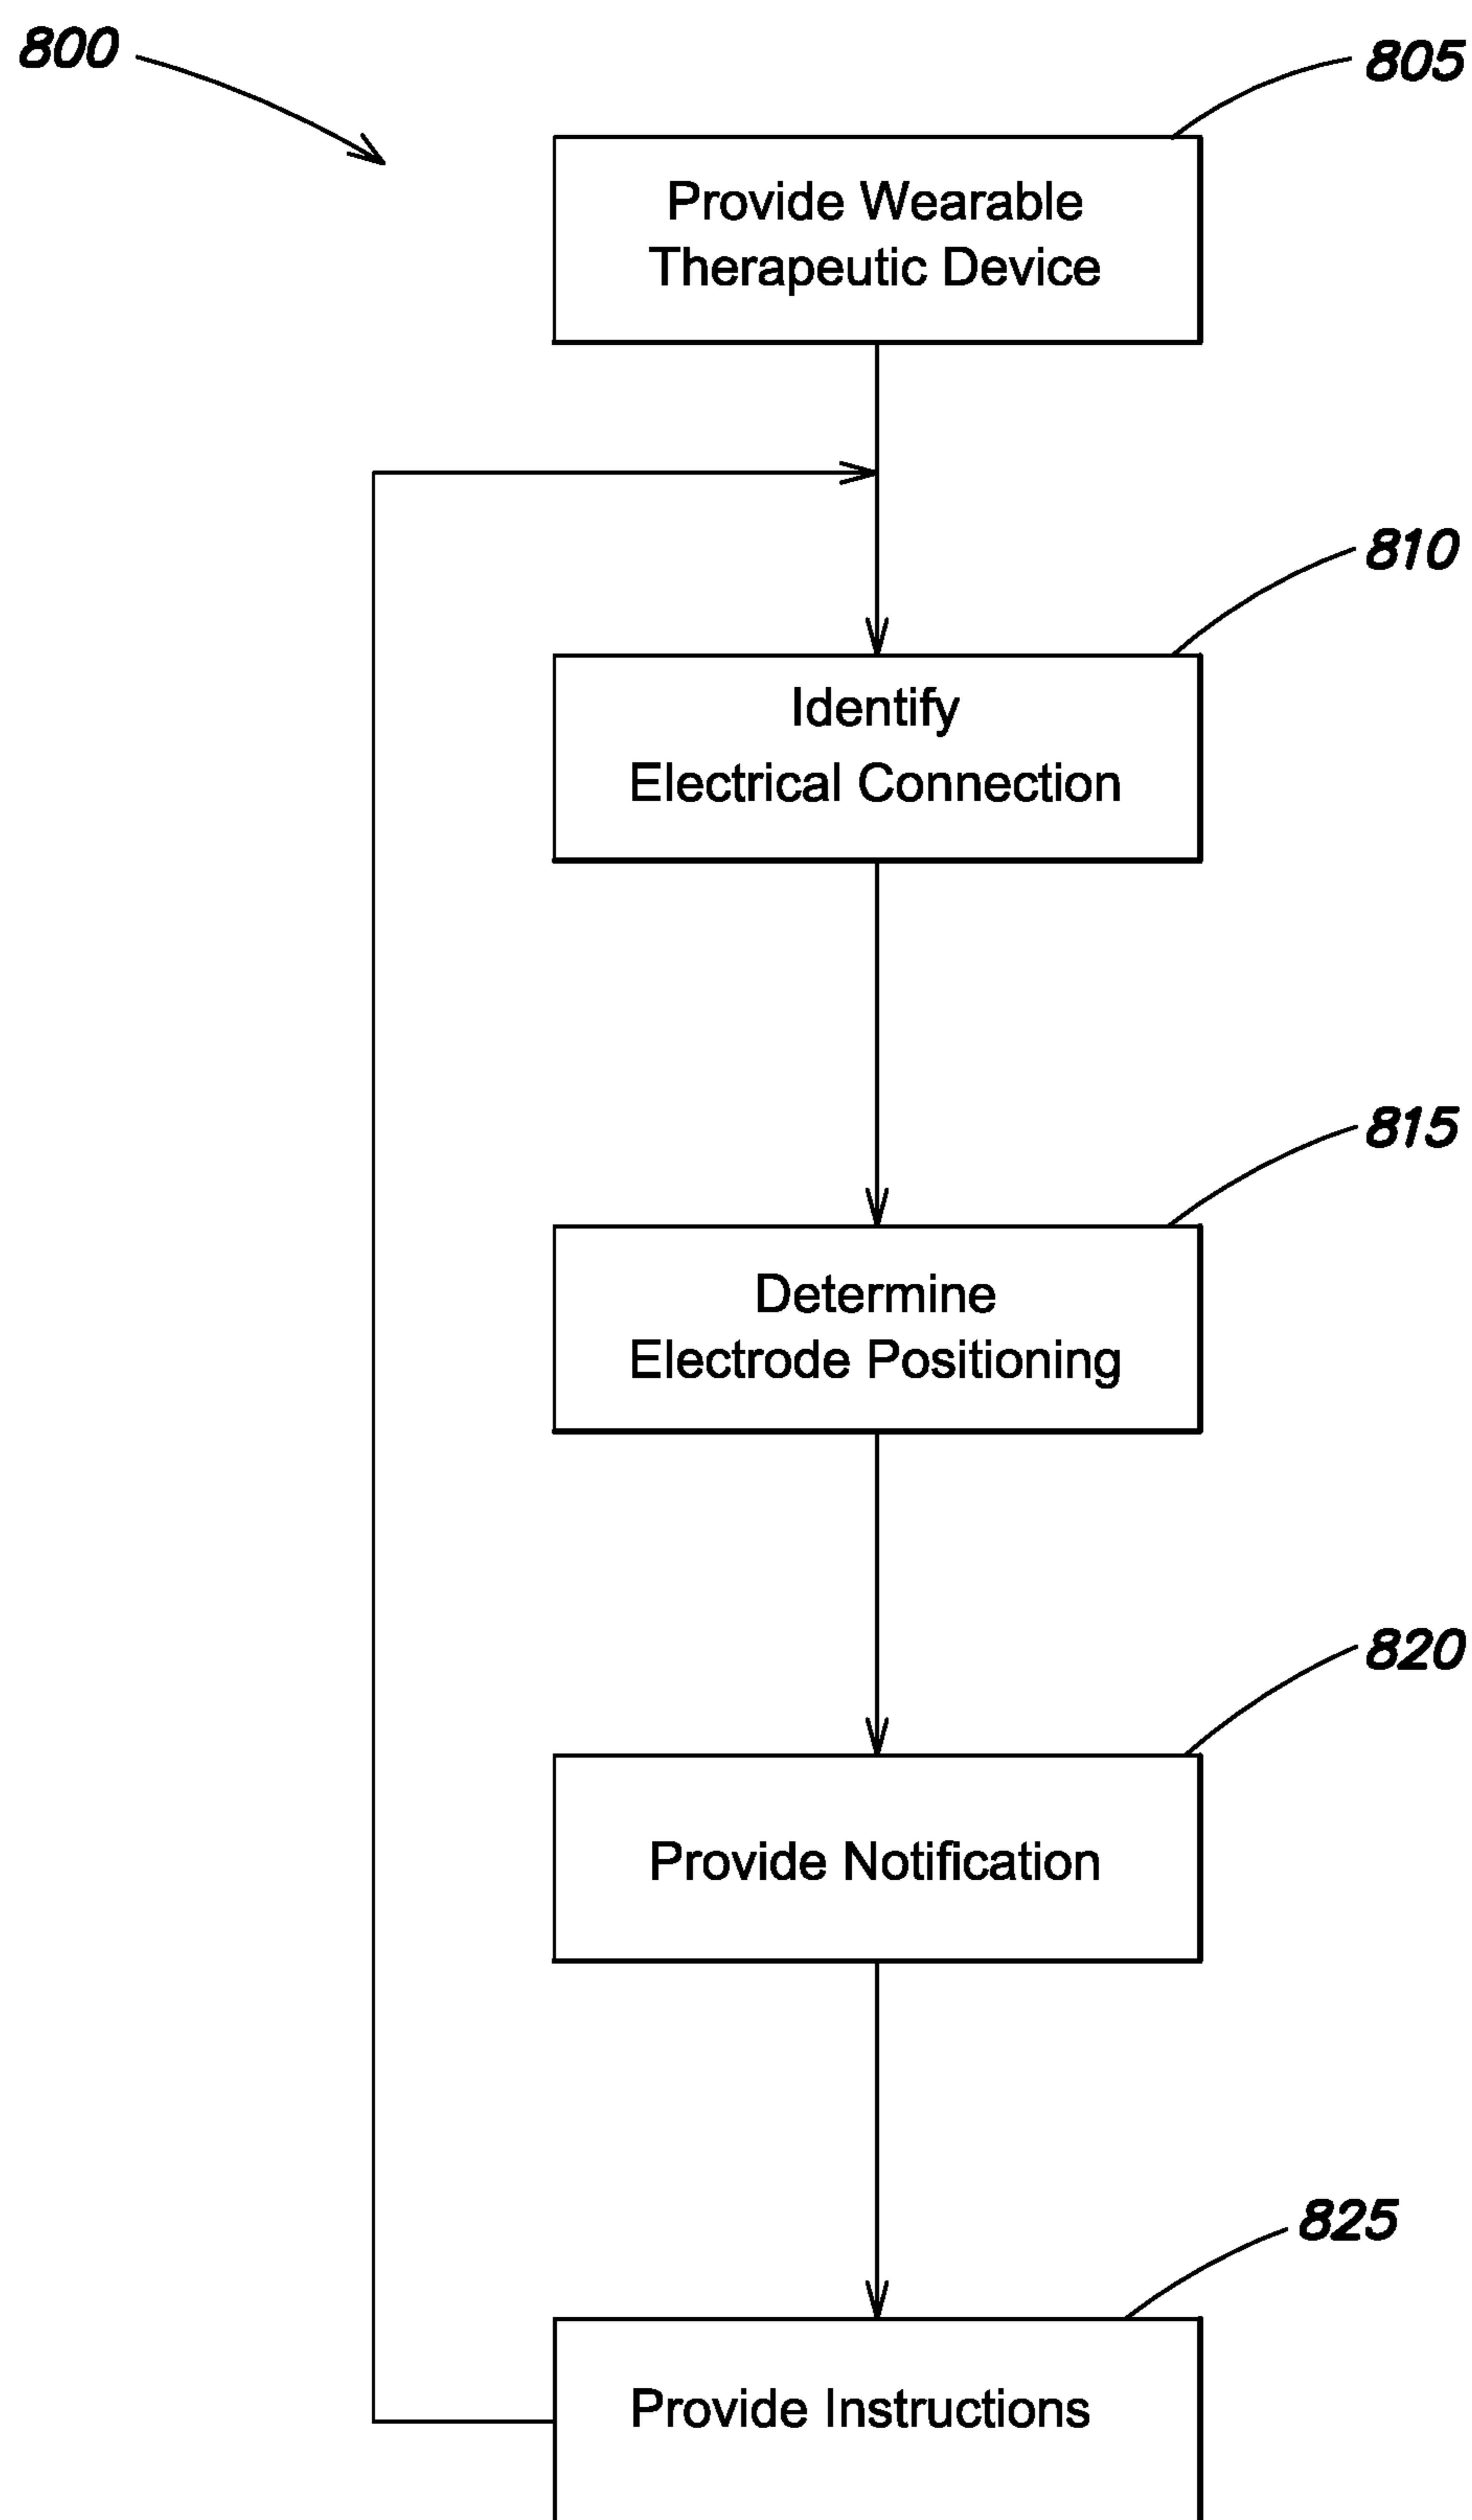 800
805
Provide Wearable
Therapeutic Device
810
Identify
Electrical Connection
815
Determine
Electrode Positioning
820
Provide Notification
825
Provide Instructions